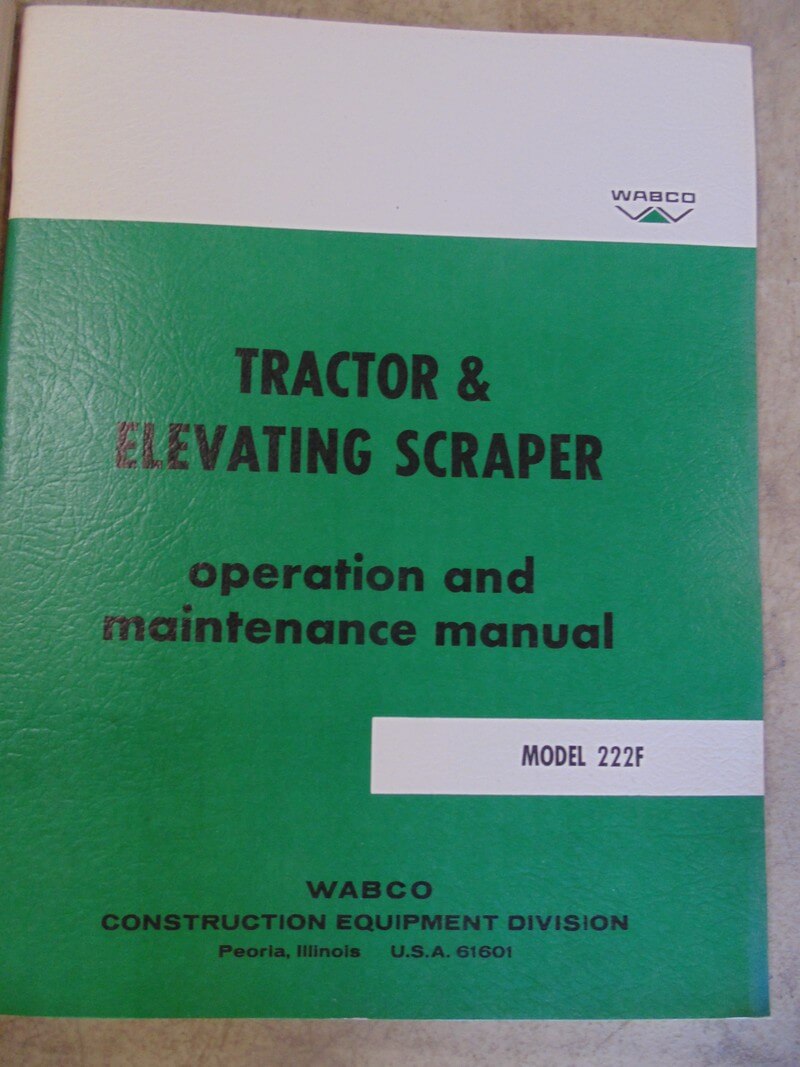 WABCO
TRACTOR &
ELEVATING SCRAPER
operation and
maintenance manual
MODEL 222F
WABCO
CONSTRUCTION EQUIPMENT DIVISION
Peoria, Illinois U.S.A. 61601